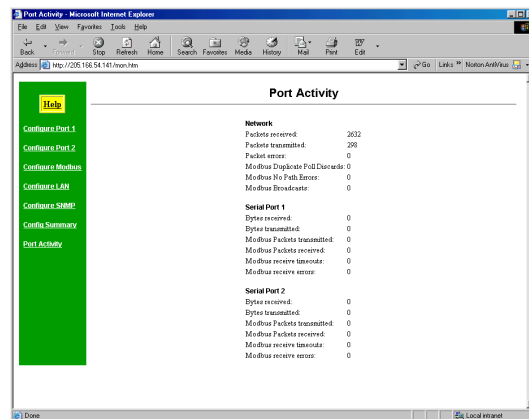 Port Activity - Microsoft Internet Explorer
File Edit View Favorites Tools Help
Back Forward Stop Refresh Home Search Favorites Media History Mail Print Edit
Address http://205.166.54.141/mon.htm Go Links » Norton AntiVirus
Port Activity
Help
Configure Port 1
Configure Port 2
Configure Modbus
Configure LAN
Configure SNMP
Config Summary
Port Activity
Network
Packets received: 2632
Packets transmitted: 298
Packet errors: 0
Modbus Duplicate Poll Discards: 0
Modbus No Path Errors: 0
Modbus Broadcasts: 0
Serial Port 1
Bytes received: 0
Bytes transmitted: 0
Modbus Packets transmitted: 0
Modbus Packets received: 0
Modbus receive timeouts: 0
Modbus receive errors: 0
Serial Port 2
Bytes received: 0
Bytes transmitted: 0
Modbus Packets transmitted: 0
Modbus Packets received: 0
Modbus receive timeouts: 0
Modbus receive errors: 0
Done Local intranet